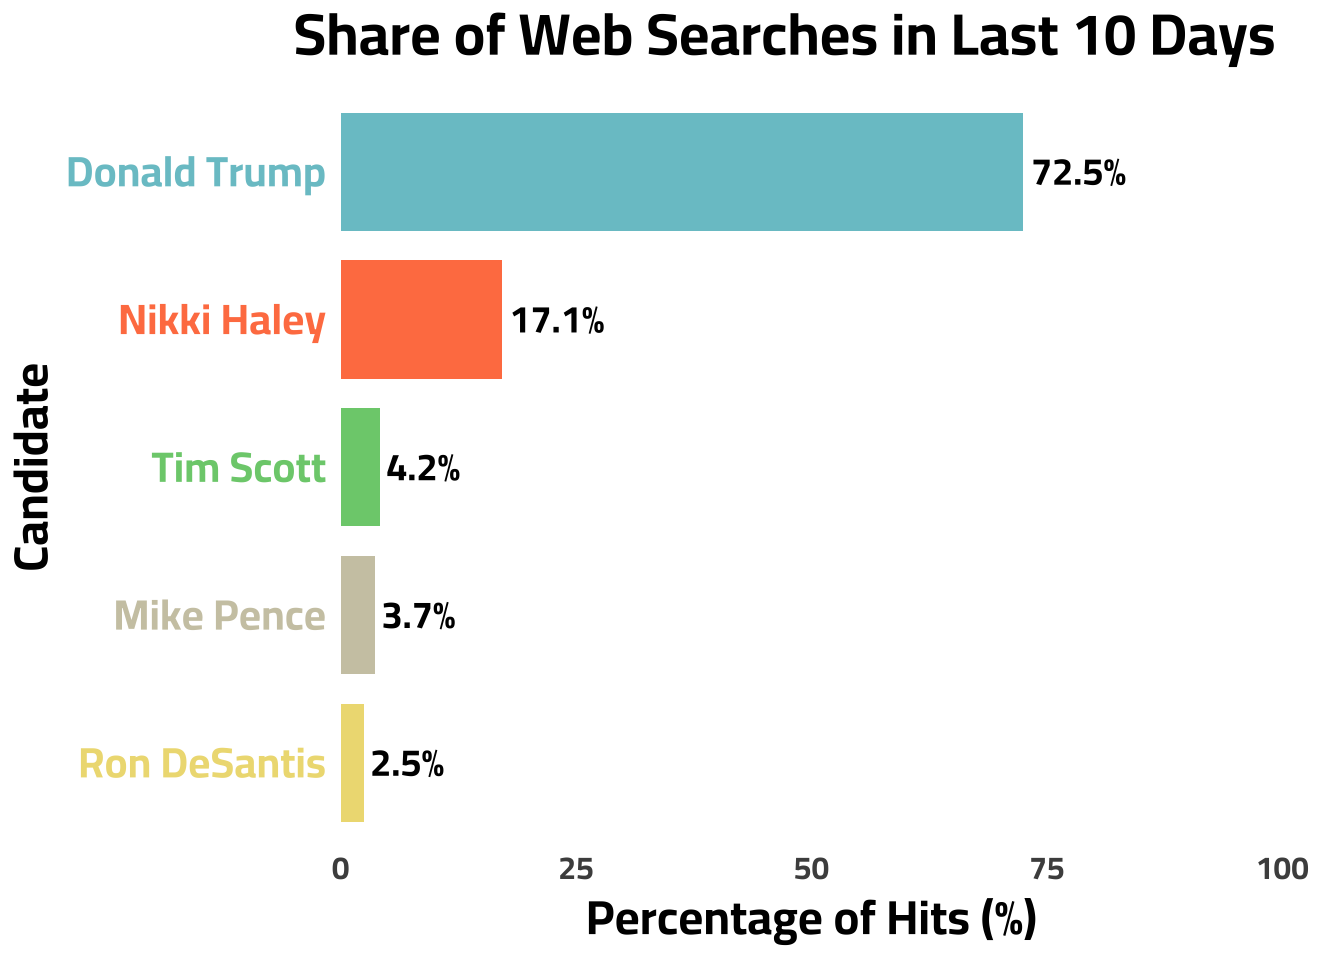 Share of Web Searches in Last 10 Days
Donald Trump
72.5%
Nikki Haley
17.1%
Tim Scott
4.2%
Mike Pence
3.7%
Ron DeSantis
2.5%
Candidate
0 25 50 75 100
Percentage of Hits (%)